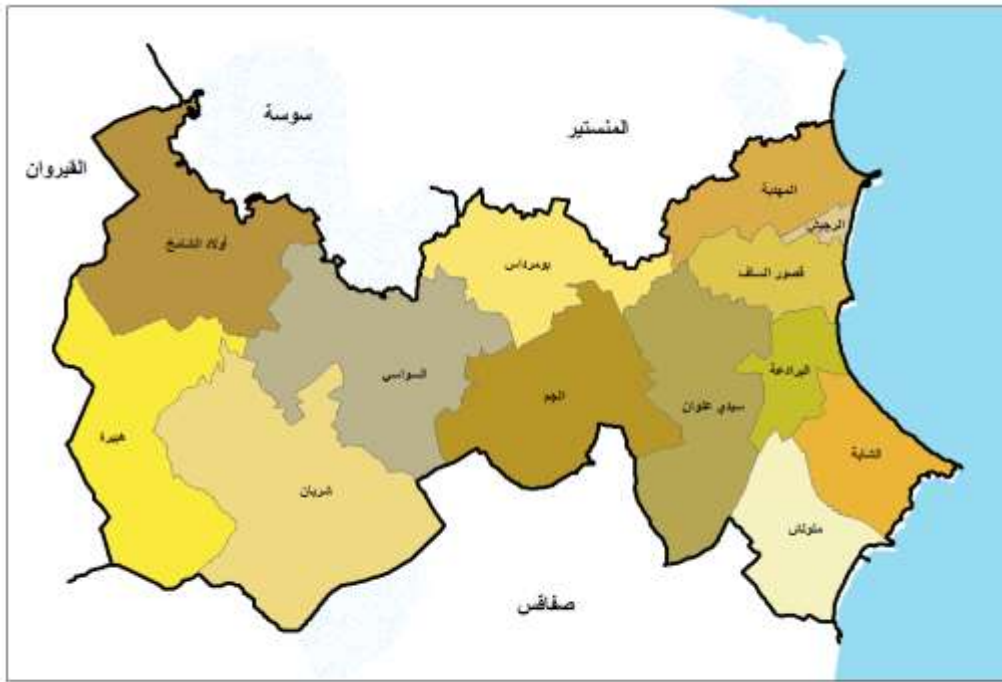 سوسة
المنستير
القيروان
المهدية
الرجيش
أولاد الشامخ
بومرداس
قصور الساف
السواسي
البرادعة
الجم
سيدي علوان
هبيرة
الشابة
شربان
ملولش
صفاقس